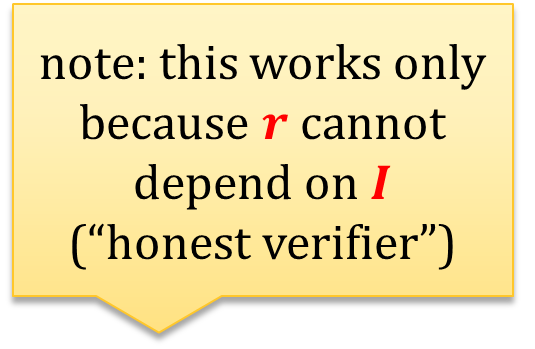 note: this works only
because r cannot
depend on I
(“honest verifier”)